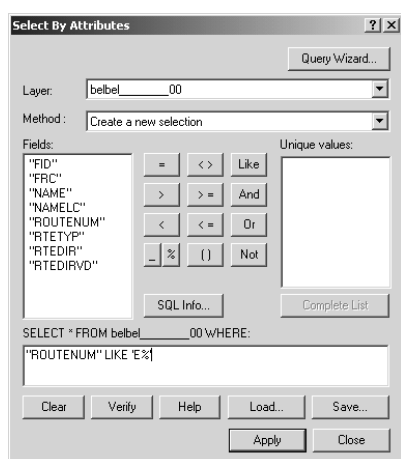 Select By Attributes ? ×
Query Wizard...
Layer: belbel________00
Method : Create a new selection
Fields: Unique values:
"FID"
"FRC"
"NAME"
"NAMELC"
"ROUTENUM"
"RTETYP"
"RTEDIR"
"RTEDIRVD"
= < > Like
> > = And
< < = Or
_ % ( ) Not
SQL Info... Complete List
SELECT * FROM belbel________00 WHERE:
"ROUTENUM" LIKE 'E%'
Clear Verify Help Load... Save...
Apply Close